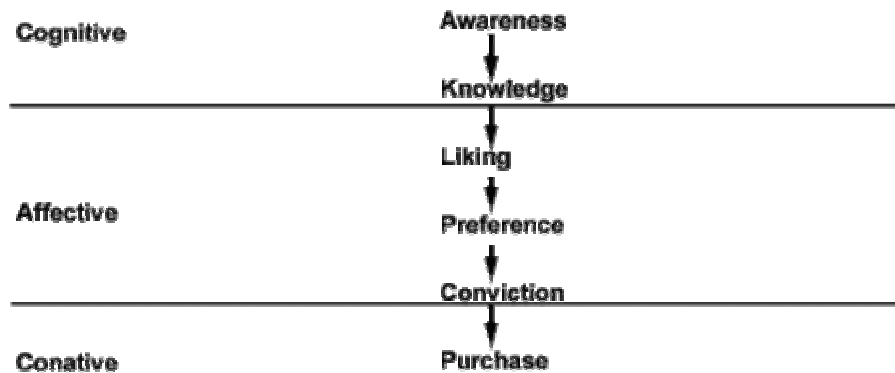 Awareness
Cognitive
Knowledge
Liking
Affective
Preference
Conviction
Conative
Purchase